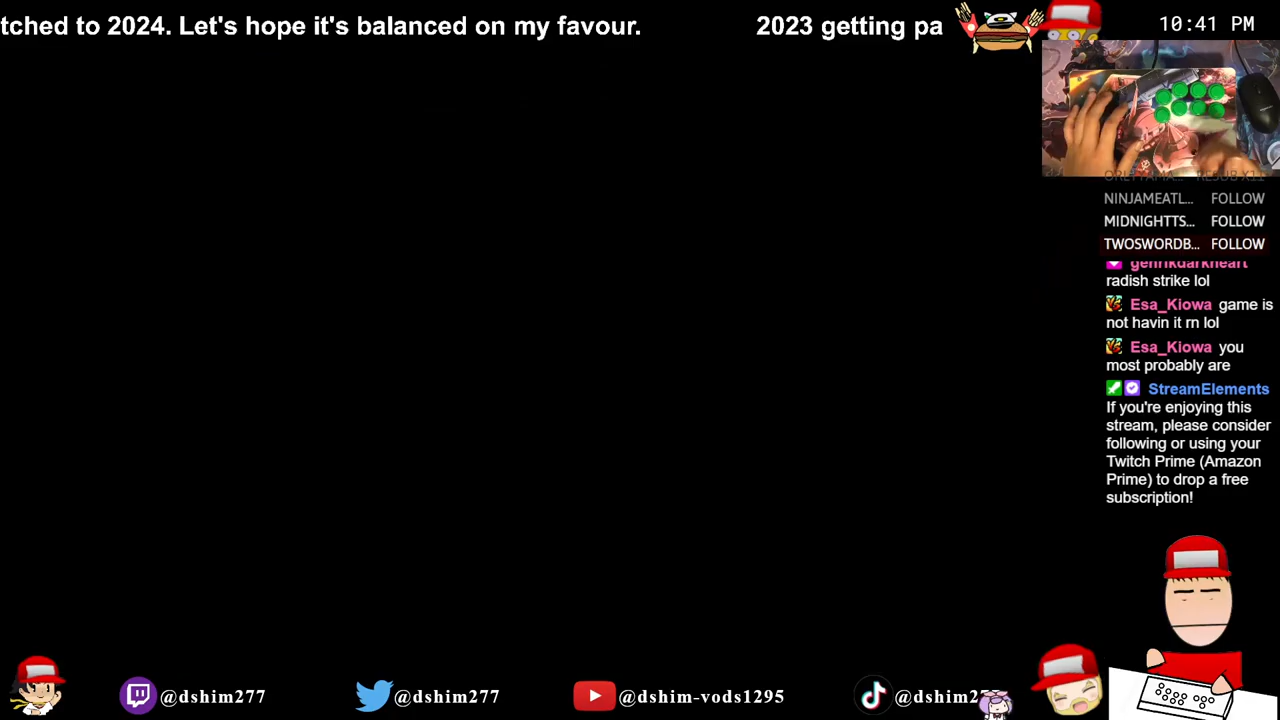 tched to 2024. Let's hope it's balanced on my favour.
2023 getting pa
10:41 PM
NINJAMEATL... FOLLOW
MIDNIGHTTS... FOLLOW
TWOSWORDB... FOLLOW
genrikdarkheart
radish strike lol
Esa_Kiowa game is
not havin it rn lol
Esa_Kiowa you
most probably are
StreamElements
If you're enjoying this
stream, please consider
following or using your
Twitch Prime (Amazon
Prime) to drop a free
subscription!
@dshim277
@dshim277
@dshim-vods1295
@dshim2